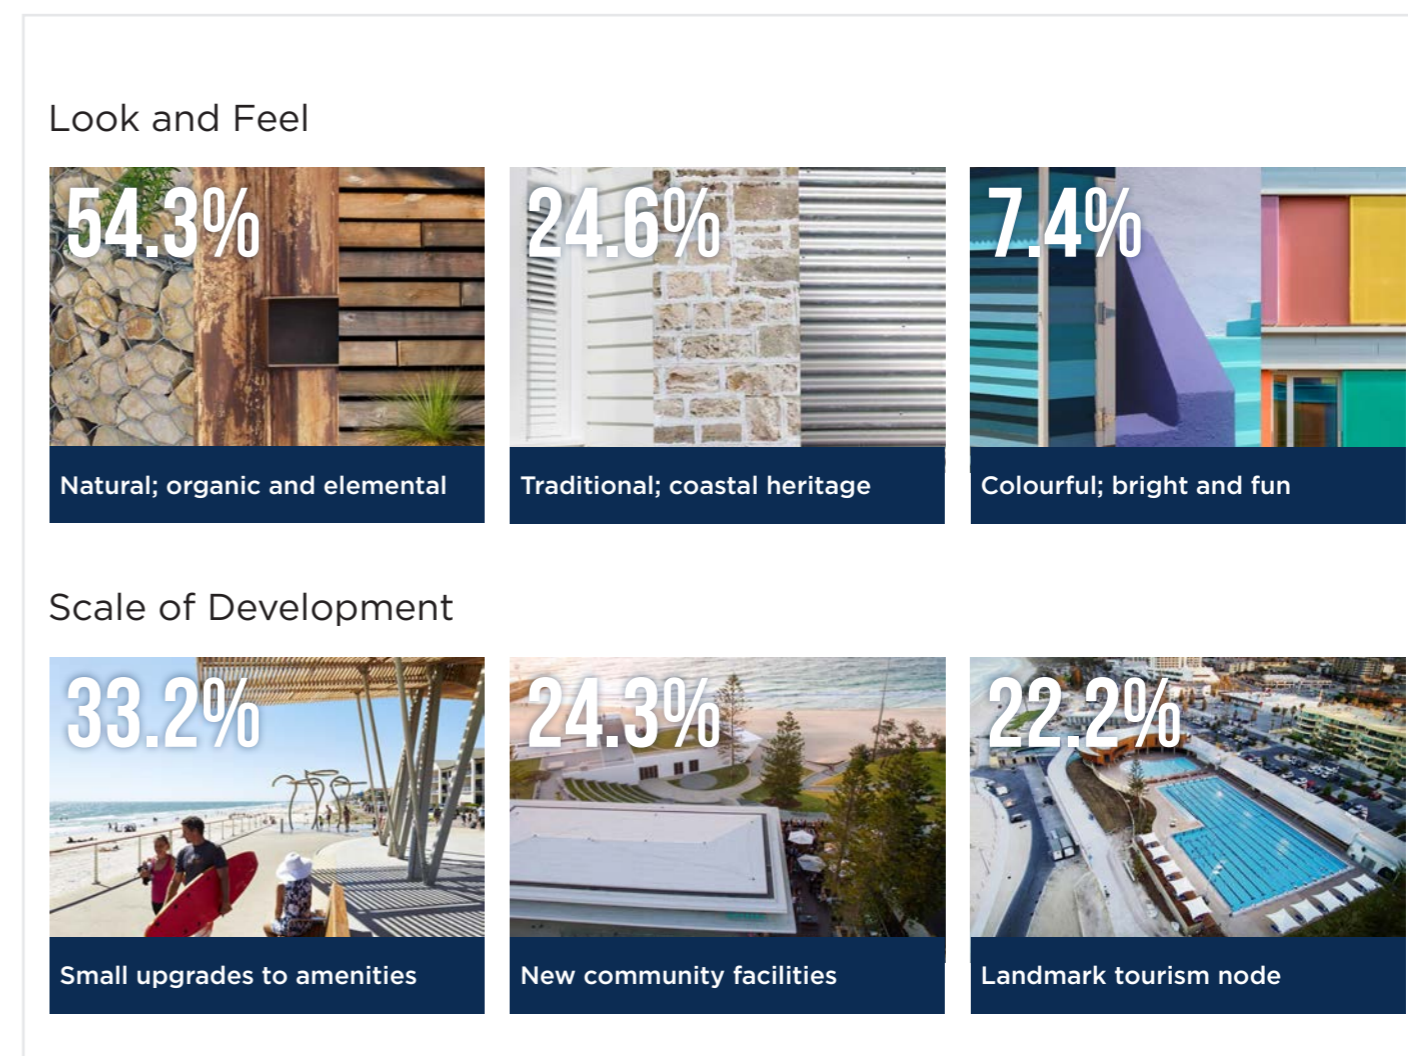 Look and Feel
54.3%
24.6%
7.4%
Natural; organic and elemental
Traditional; coastal heritage
Colourful; bright and fun
Scale of Development
33.2%
24.3%
22.2%
Small upgrades to amenities
New community facilities
Landmark tourism node